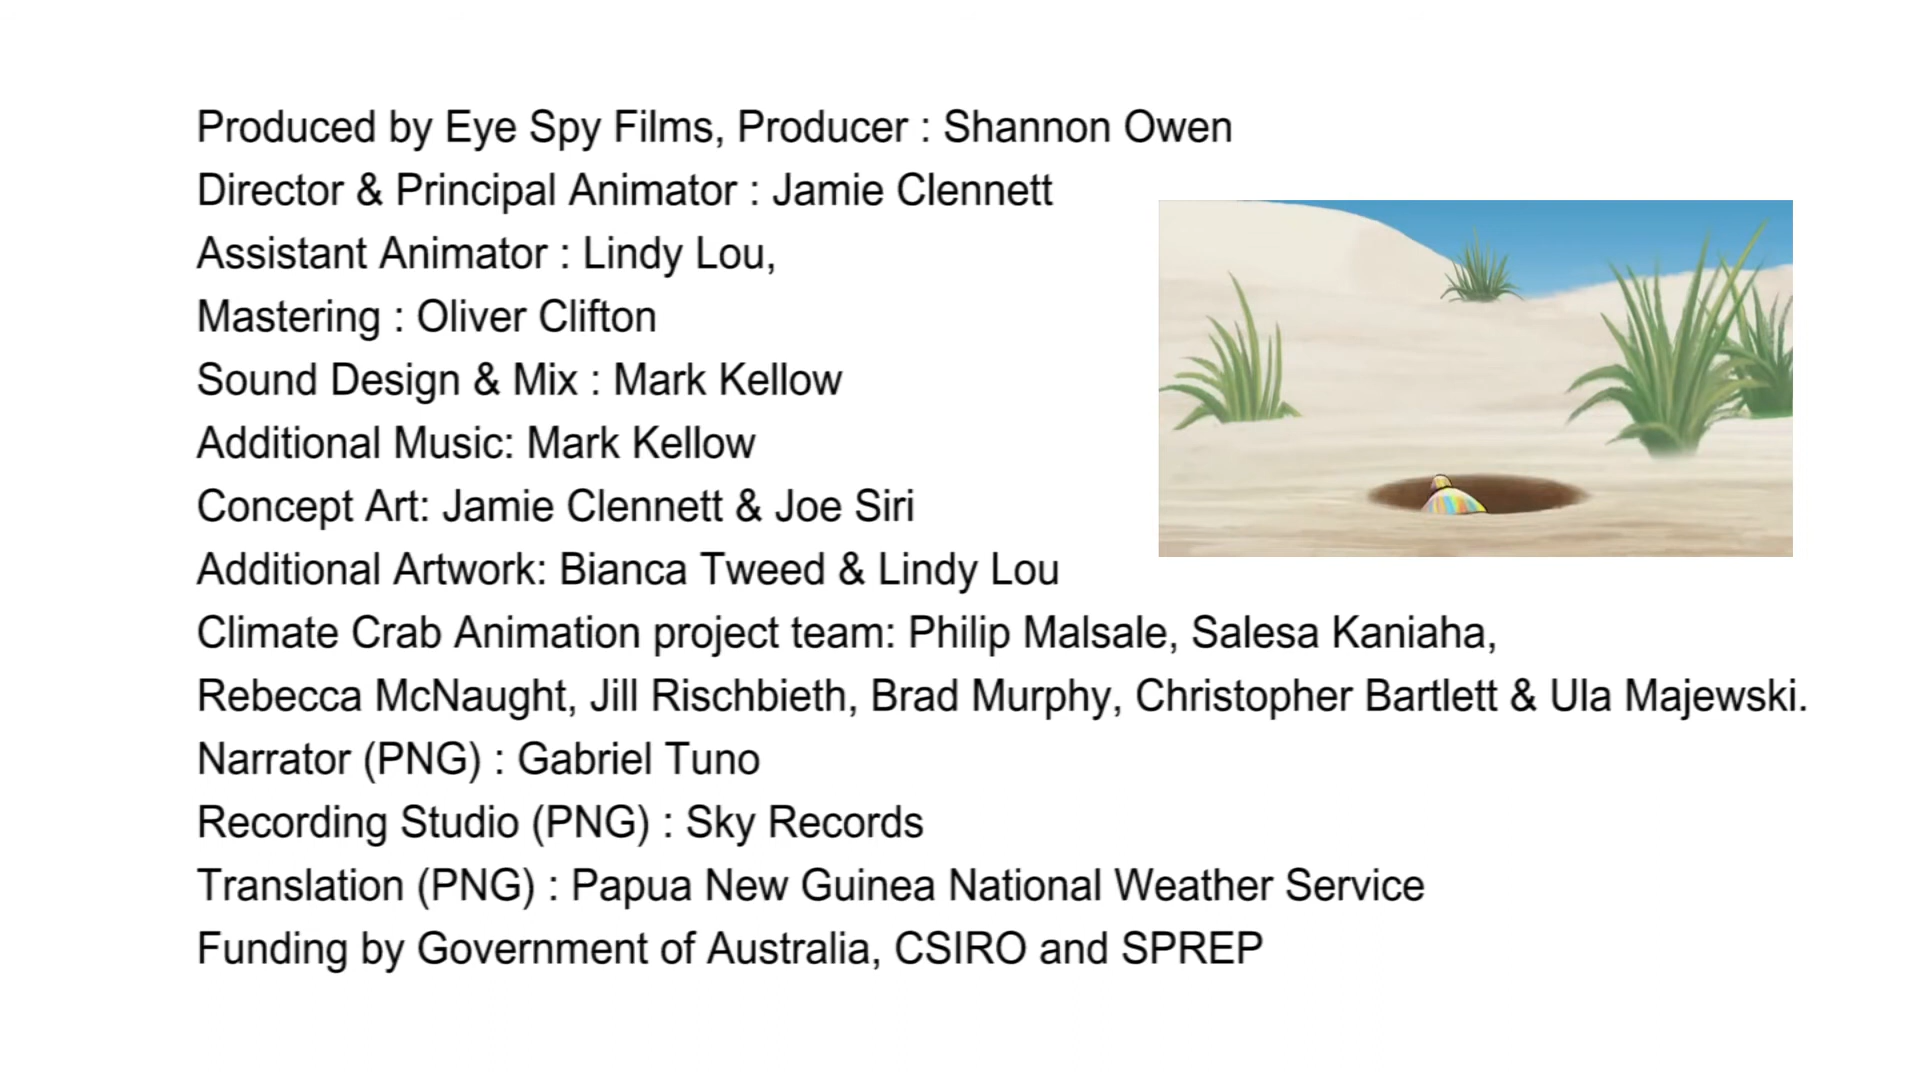 Produced by Eye Spy Films, Producer : Shannon Owen
Director & Principal Animator : Jamie Clennett
Assistant Animator : Lindy Lou,
Mastering : Oliver Clifton
Sound Design & Mix : Mark Kellow
Additional Music: Mark Kellow
Concept Art: Jamie Clennett & Joe Siri
Additional Artwork: Bianca Tweed & Lindy Lou
Climate Crab Animation project team: Philip Malsale, Salesa Kaniaha,
Rebecca McNaught, Jill Rischbieth, Brad Murphy, Christopher Bartlett & Ula Majewski.
Narrator (PNG) : Gabriel Tuno
Recording Studio (PNG) : Sky Records
Translation (PNG) : Papua New Guinea National Weather Service
Funding by Government of Australia, CSIRO and SPREP